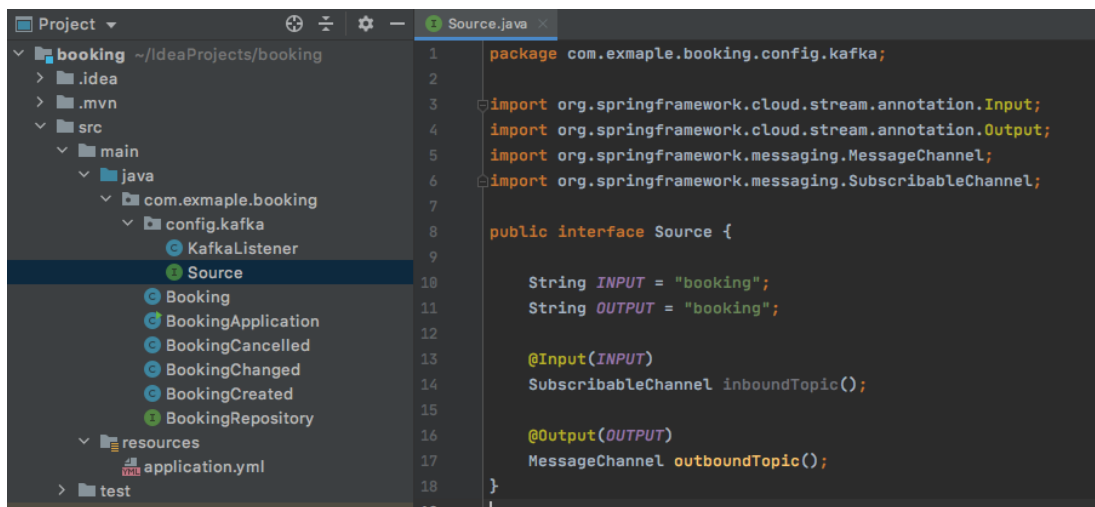 Project
booking ~/IdeaProjects/booking
.idea
.mvn
src
main
java
com.exmaple.booking
config.kafka
KafkaListener
Source
Booking
BookingApplication
BookingCancelled
BookingChanged
BookingCreated
BookingRepository
resources
application.yml
test
Source.java
1 package com.exmaple.booking.config.kafka;
2
3 import org.springframework.cloud.stream.annotation.Input;
4 import org.springframework.cloud.stream.annotation.Output;
5 import org.springframework.messaging.MessageChannel;
6 import org.springframework.messaging.SubscribableChannel;
7
8 public interface Source {
9
10 String INPUT = "booking";
11 String OUTPUT = "booking";
12
13 @Input(INPUT)
14 SubscribableChannel inboundTopic();
15
16 @Output(OUTPUT)
17 MessageChannel outboundTopic();
18 }